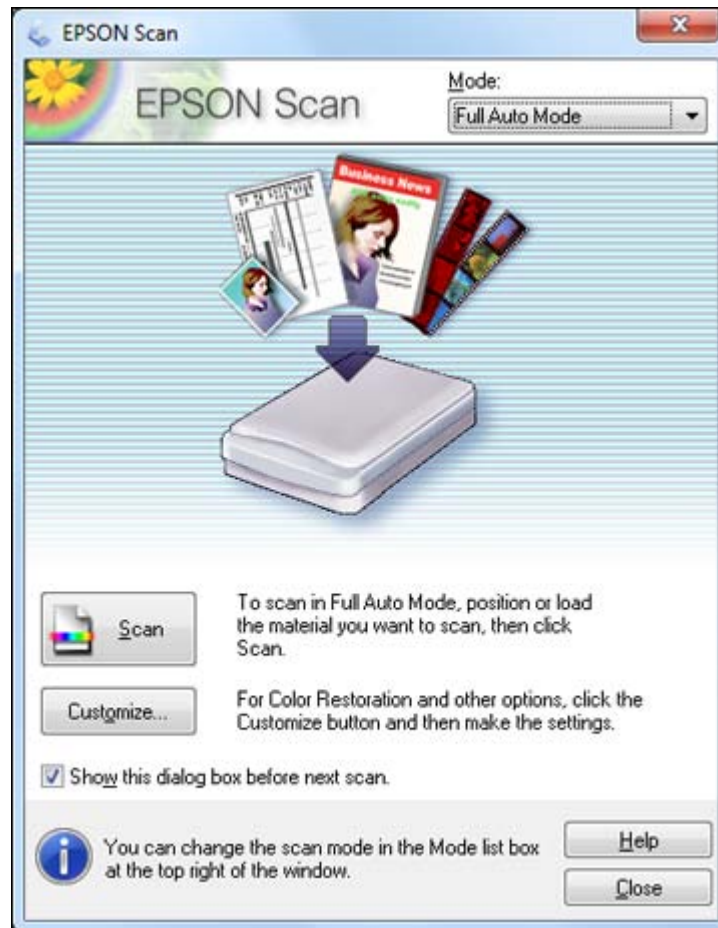 EPSON Scan
EPSON Scan
Mode:
Full Auto Mode
Business News
Scan
To scan in Full Auto Mode, position or load
the material you want to scan, then click
Scan.
Customize...
For Color Restoration and other options, click the
Customize button and then make the settings.
Show this dialog box before next scan.
You can change the scan mode in the Mode list box
at the top right of the window.
Help
Close